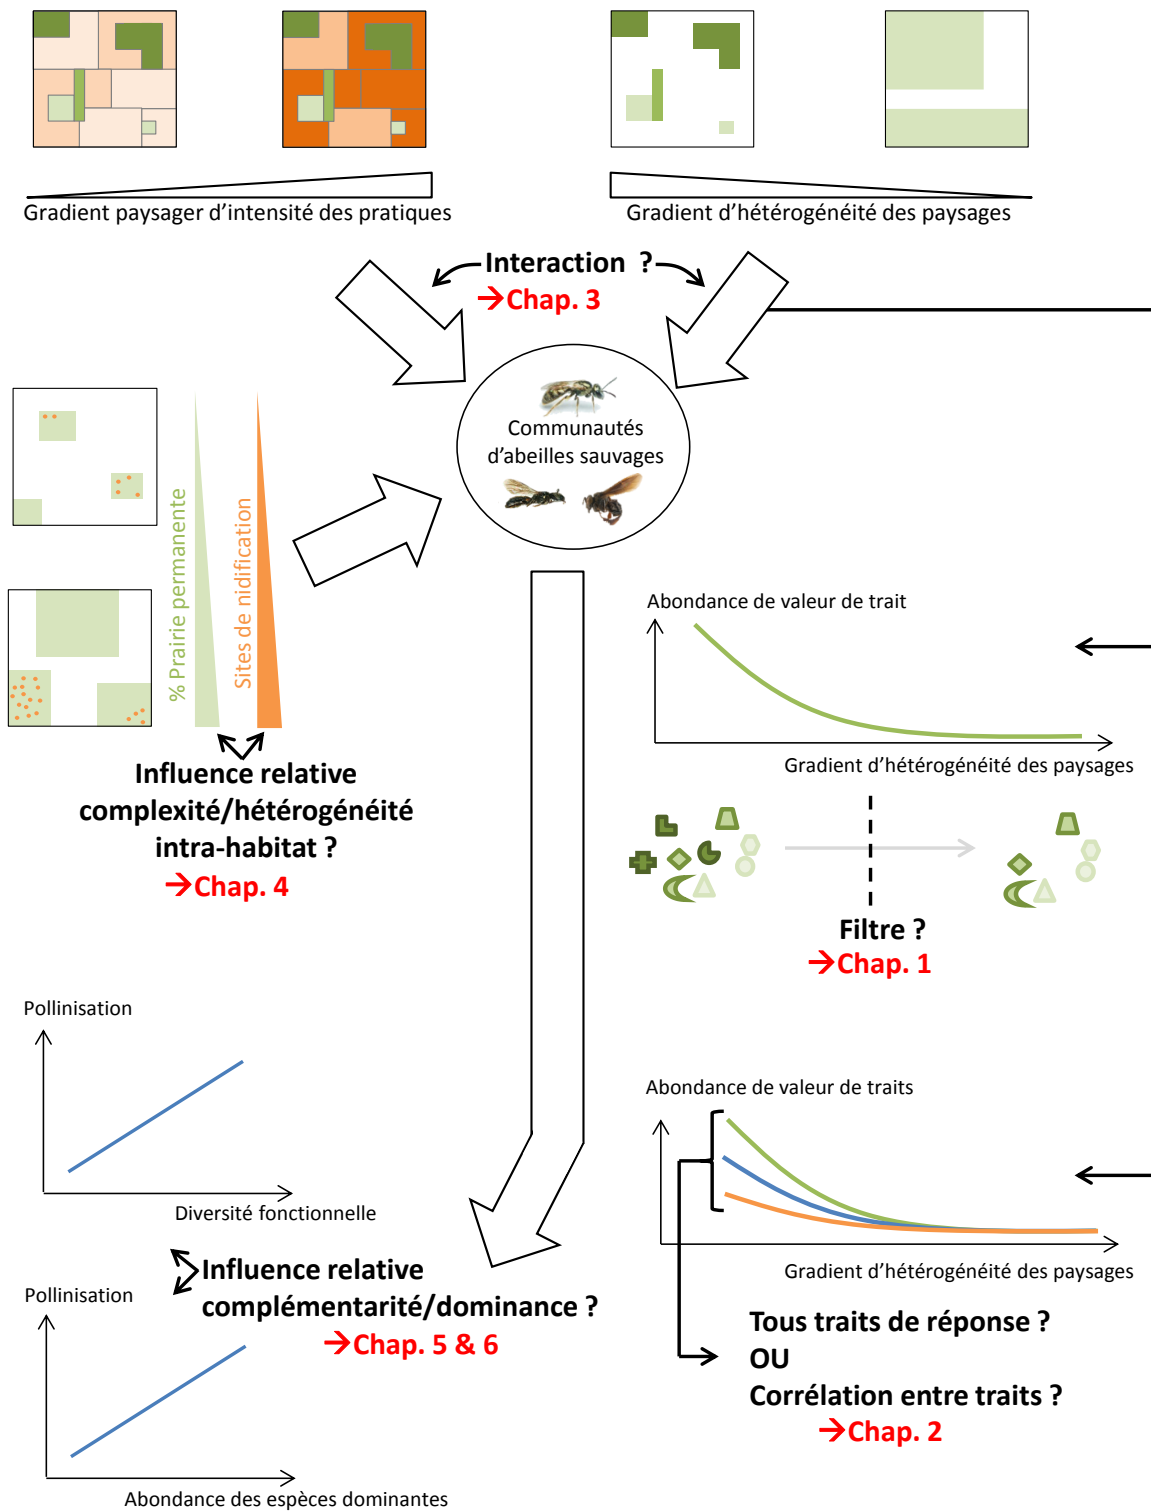 Gradient paysager d'intensité des pratiques
Gradient d'hétérogénéité des paysages
Interaction ?
→Chap. 3
Communautés
d'abeilles sauvages
% Prairie permanente
Sites de nidification
Influence relative
complexité/hétérogénéité
intra-habitat ?
→Chap. 4
Abondance de valeur de trait
Gradient d'hétérogénéité des paysages
Filtre ?
→Chap. 1
Pollinisation
Diversité fonctionnelle
Influence relative
complémentarité/dominance ?
→Chap. 5 & 6
Pollinisation
Abondance des espèces dominantes
Abondance de valeur de traits
Gradient d'hétérogénéité des paysages
Tous traits de réponse ?
OU
Corrélation entre traits ?
→Chap. 2